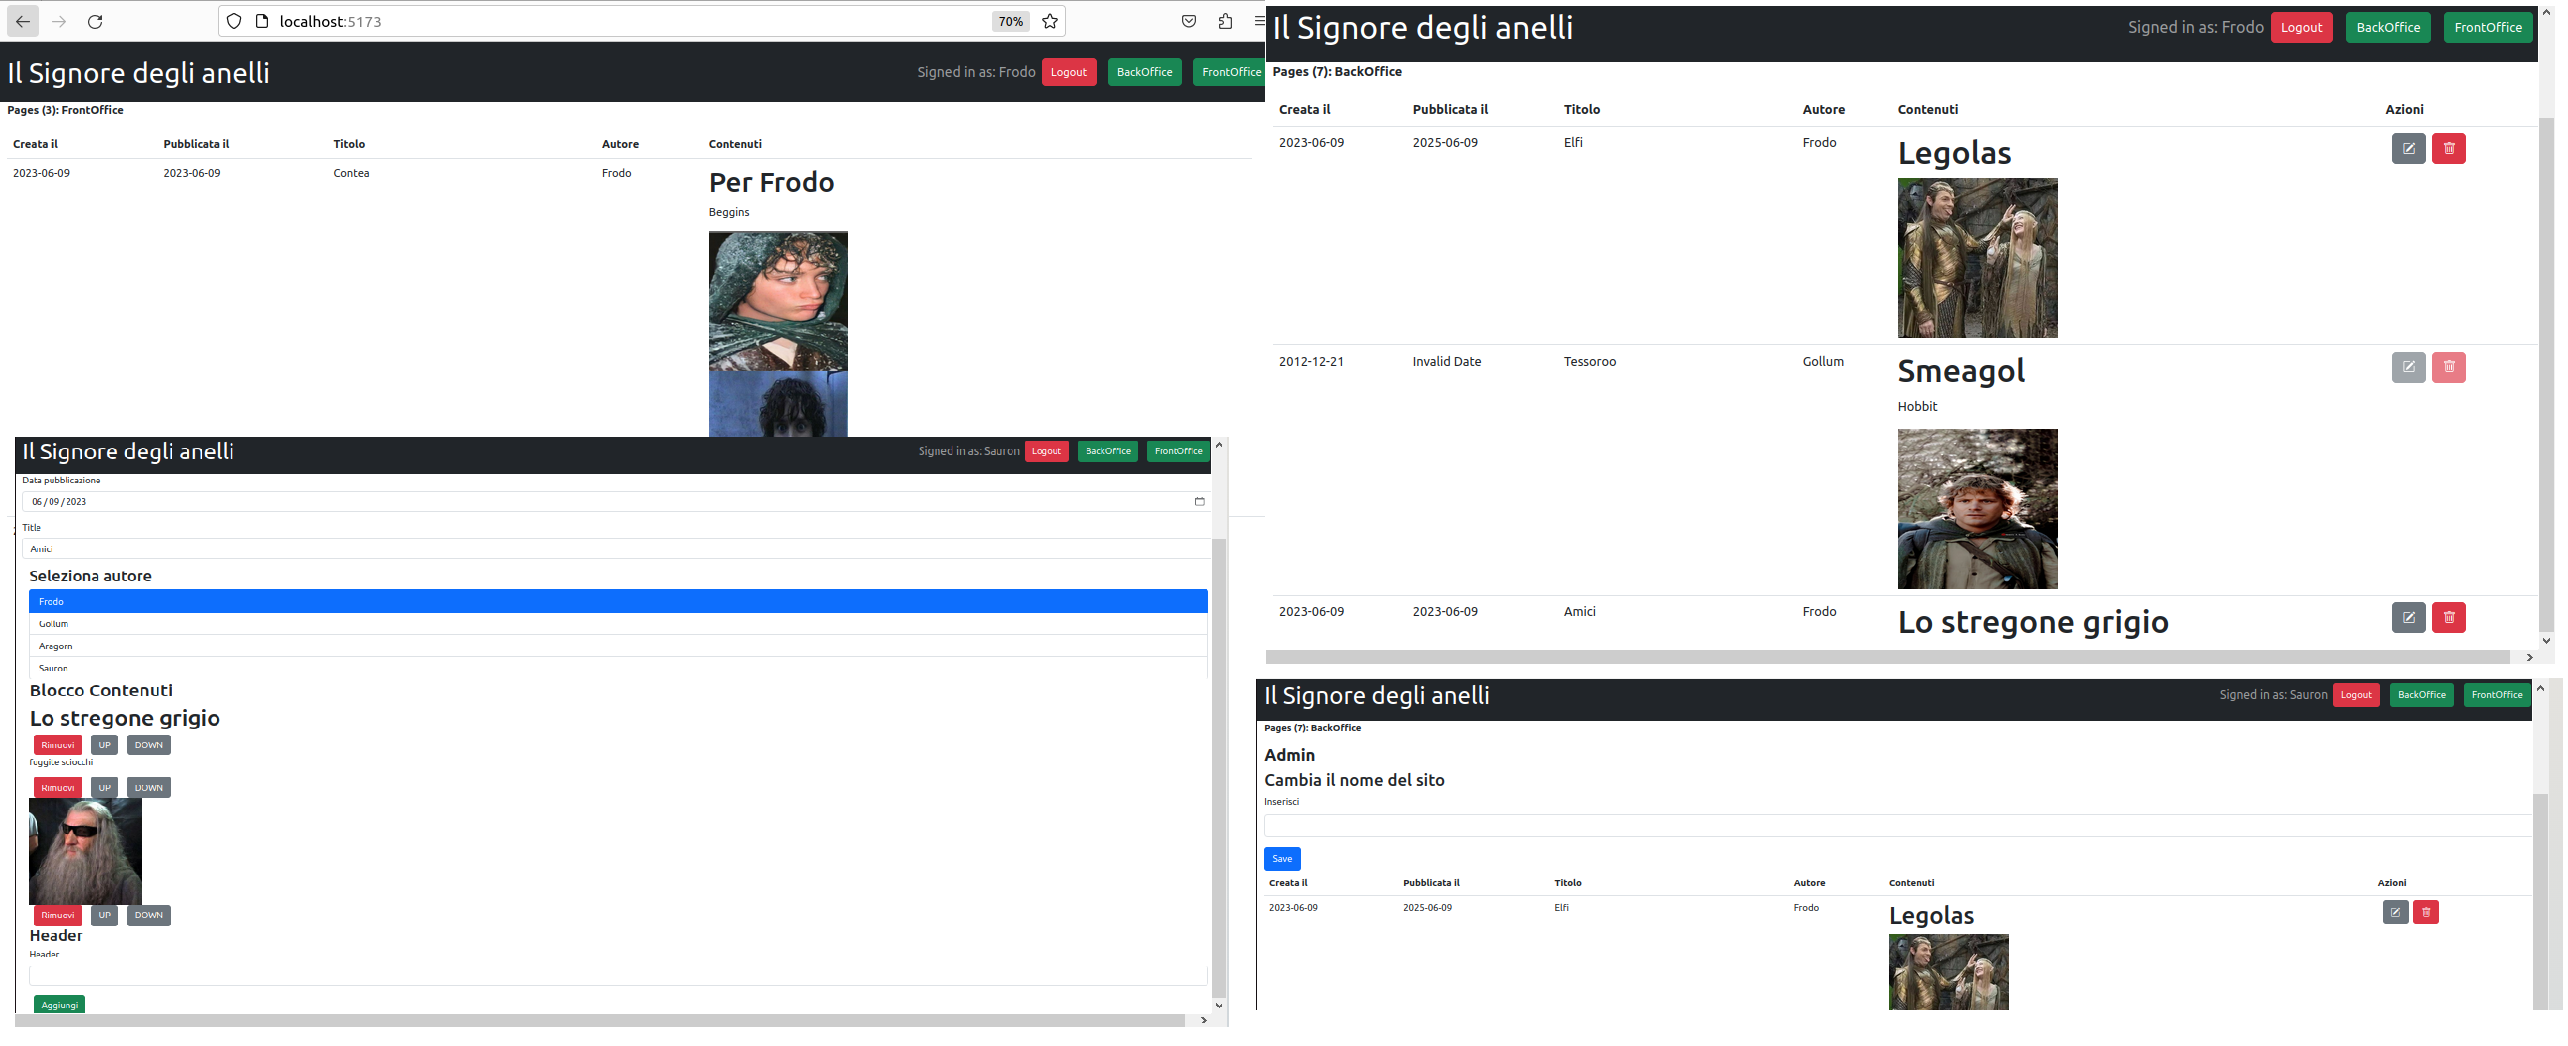 localhost:5173
70%
Il Signore degli anelli
Signed in as: Frodo Logout BackOffice FrontOffice
Pages (3): FrontOffice
Creata il Pubblicata il Titolo Autore Contenuti
2023-06-09 2023-06-09 Contea Frodo Per Frodo
Beggins
Il Signore degli anelli
Signed in as: Frodo Logout BackOffice FrontOffice
Pages (7): BackOffice
Creata il Pubblicata il Titolo Autore Contenuti Azioni
2023-06-09 2025-06-09 Elfi Frodo Legolas
2012-12-21 Invalid Date Tessoroo Gollum Smeagol
Hobbit
2023-06-09 2023-06-09 Amici Frodo Lo stregone grigio
Il Signore degli anelli
Signed in as: Sauron Logout BackOffice FrontOffice
Data pubblicazione
06/09/2023
Title
Amici
Seleziona autore
Frodo
Gollum
Aragorn
Sauron
Blocco Contenuti
Lo stregone grigio
Rimuovi UP DOWN
fuggite sciocchi
Rimuovi UP DOWN
Rimuovi UP DOWN
Header
Header
Aggiungi
Il Signore degli anelli
Signed in as: Sauron Logout BackOffice FrontOffice
Pages (7): BackOffice
Admin
Cambia il nome del sito
Inserisci
Save
Creata il Pubblicata il Titolo Autore Contenuti Azioni
2023-06-09 2025-06-09 Elfi Frodo Legolas